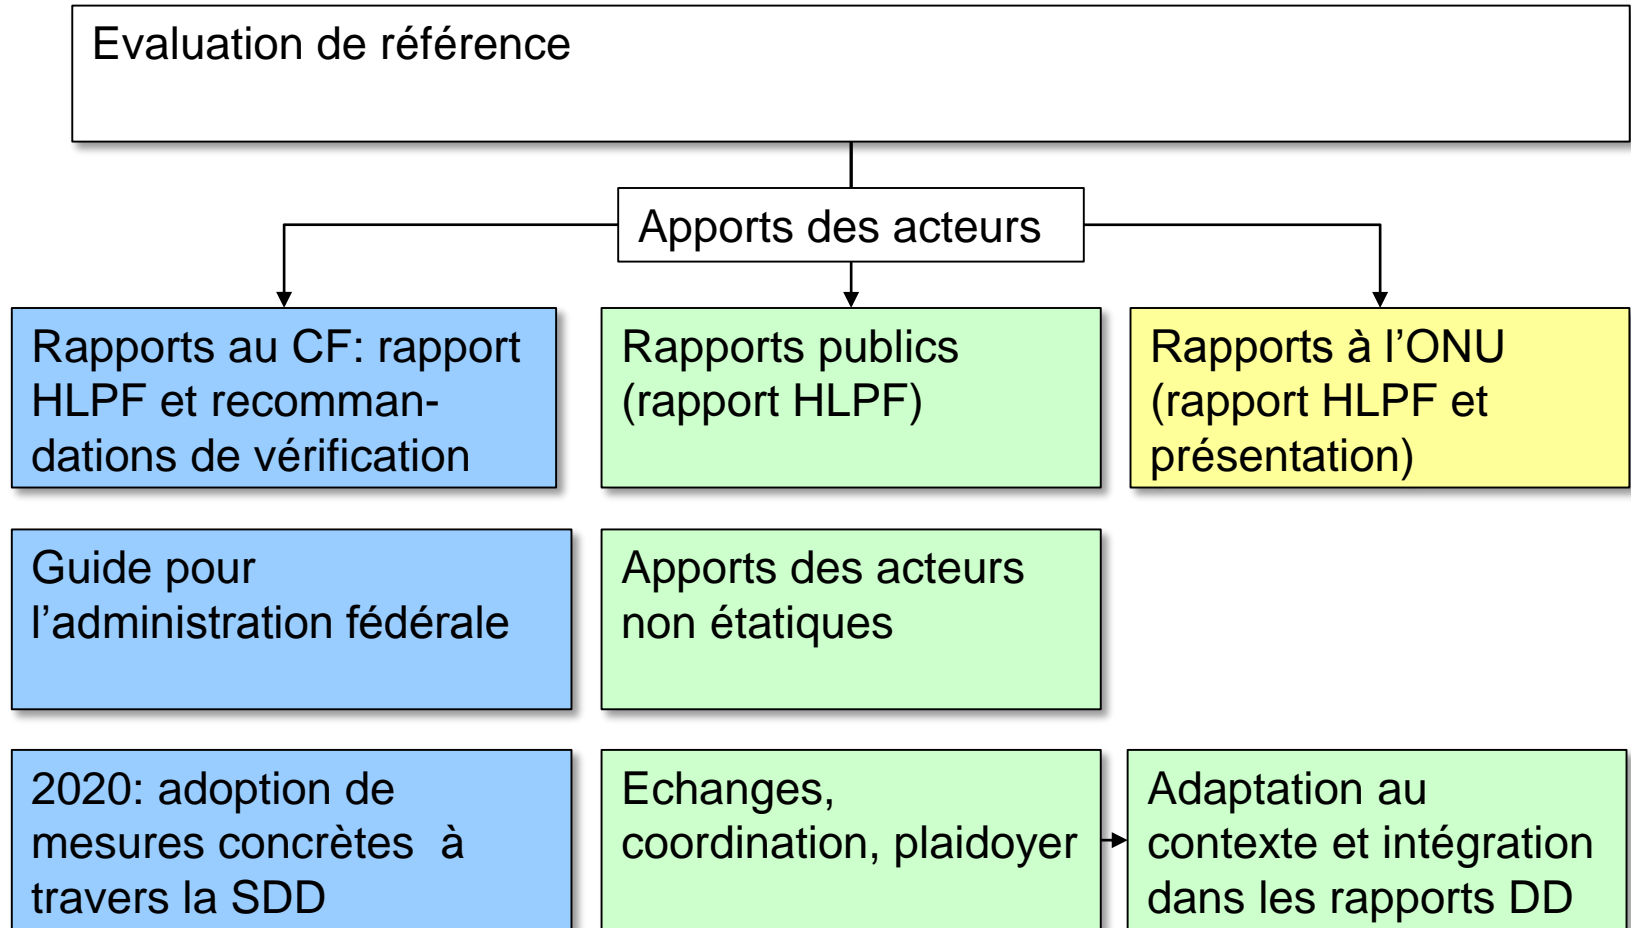 Evaluation de référence
Apports des acteurs
Rapports au CF: rapport
HLPF et recomman-
dations de vérification
Rapports publics
(rapport HLPF)
Rapports à l’ONU
(rapport HLPF et
présentation)
Guide pour
l’administration fédérale
Apports des acteurs
non étatiques
2020: adoption de
mesures concrètes  à
travers la SDD
Echanges,
coordination, plaidoyer
Adaptation au
contexte et intégration
dans les rapports DD